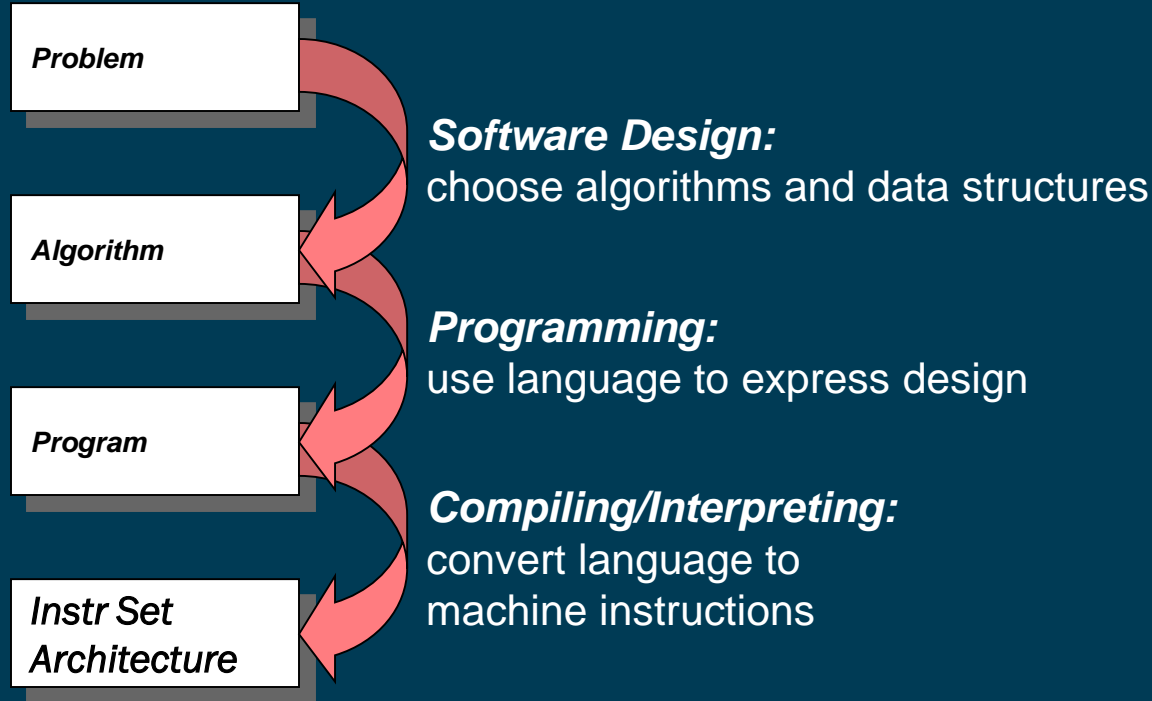 Problem
Software Design:
choose algorithms and data structures
Algorithm
Programming:
use language to express design
Program
Compiling/Interpreting:
convert language to
machine instructions
Instr Set
Architecture